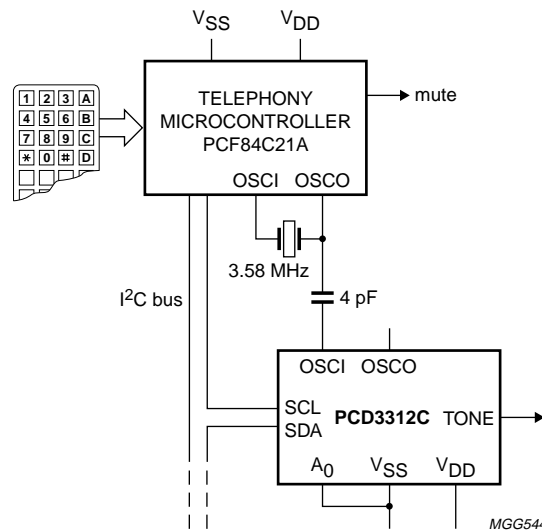 VSS VDD
1 2 3 A
4 5 6 B
7 8 9 C
* 0 # D
TELEPHONY
MICROCONTROLLER
PCF84C21A
mute
OSCI OSCO
3.58 MHz
I2C bus
4 pF
OSCI OSCO
SCL
SDA
PCD3312C
TONE
A0 VSS VDD
MGG544